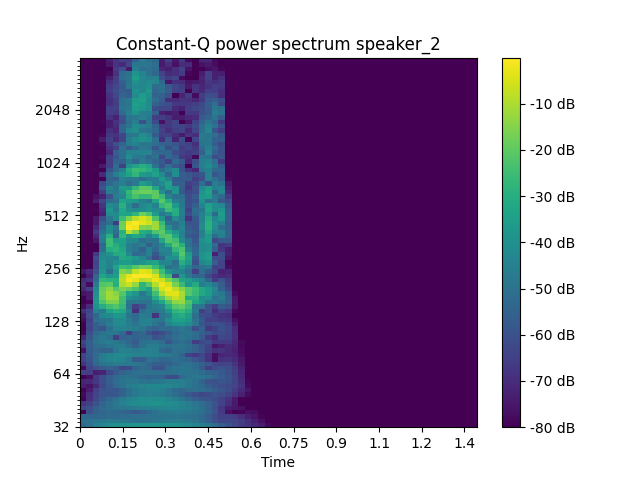 Constant-Q power spectrum speaker_2
Hz
2048
1024
512
256
128
64
32
0 0.15 0.3 0.45 0.6 0.75 0.9 1.1 1.2 1.4
Time
-10 dB
-20 dB
-30 dB
-40 dB
-50 dB
-60 dB
-70 dB
-80 dB